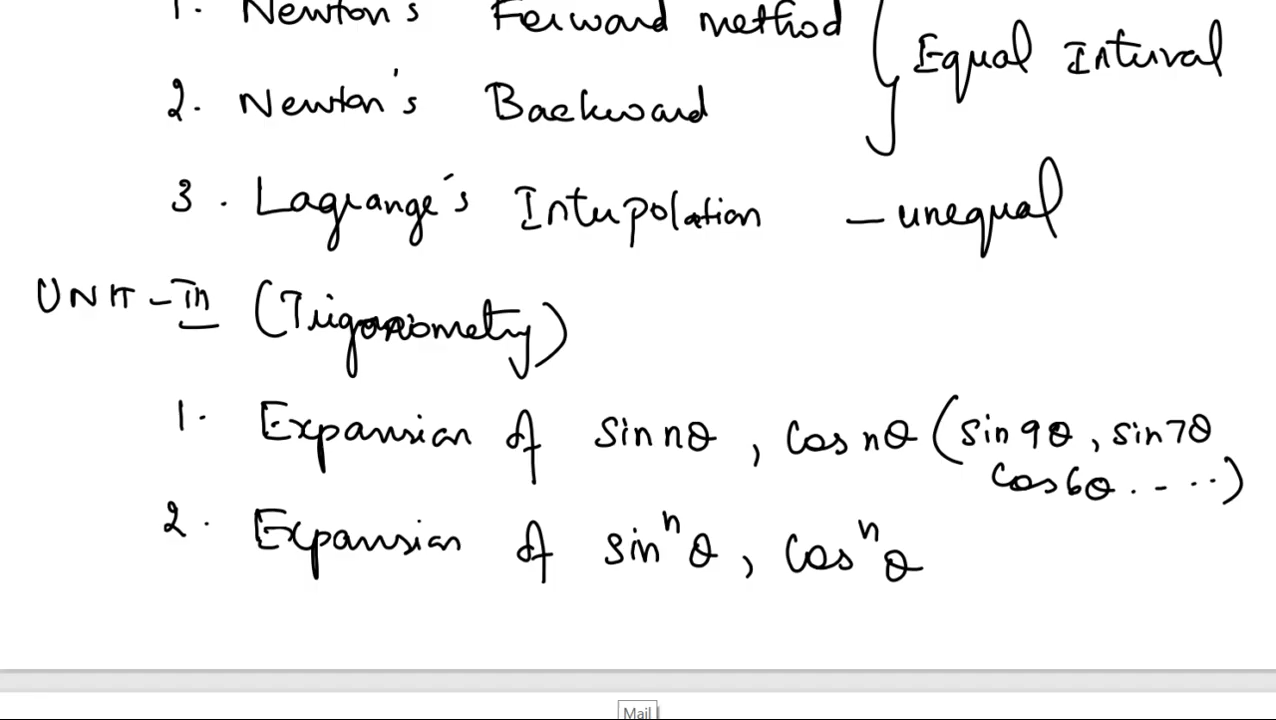 1. Newton's Forward method
Equal Interval
2. Newton's Backward
3. Lagrange's Interpolation - unequal
UNIT - III (Trigonometry)
1. Expansion of sin nθ, cos nθ (sin 9θ, sin 7θ
cos 6θ . - ..)
2. Expansion of sinⁿθ, cosⁿθ
Mail